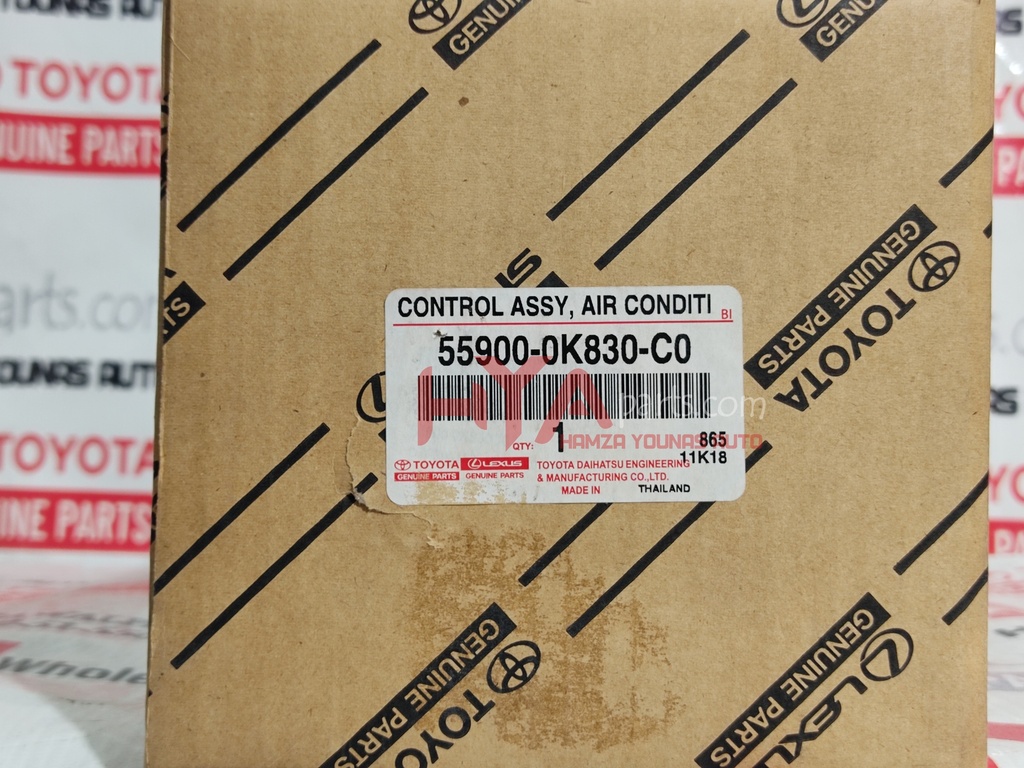 TOYOTA
GENUINE PARTS
CONTROL ASSY, AIR CONDITI
BI
55900-0K830-C0
HYA parts.com
HAMZA YOUNAS AUTO
QTY: 1
865
11K18
TOYOTA
GENUINE PARTS
LEXUS
GENUINE PARTS
TOYOTA DAIHATSU ENGINEERING
& MANUFACTURING CO.,LTD.
MADE IN THAILAND
GENUINE PARTS
TOYOTA
GENUINE PARTS
LEXUS